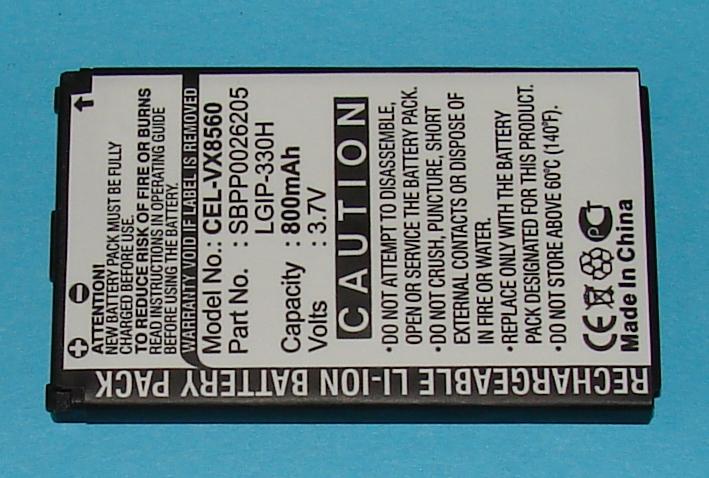 ATTENTION!
NEW BATTERY PACK MUST BE FULLY
CHARGED BEFORE USE.
TO REDUCE RISK OF FIRE OR BURNS
READ INSTRUCTIONS IN OPERATING GUIDE
BEFORE USING THE BATTERY.
WARRANTY IS VOID IF LABEL IS REMOVED
Model No.: CEL-VX8560
Part No. : SBPP0026205
LGIP-330H
Capacity : 800mAh
Volts : 3.7V
CAUTION
• DO NOT ATTEMPT TO DISASSEMBLE,
OPEN OR SERVICE THE BATTERY PACK.
• DO NOT CRUSH, PUNCTURE, SHORT
EXTERNAL CONTACTS OR DISPOSE OF
IN FIRE OR WATER.
• REPLACE ONLY WITH THE BATTERY
PACK DESIGNATED FOR THIS PRODUCT.
• DO NOT STORE ABOVE 60°C (140°F).
CE PCT
Made In China
RECHARGEABLE LI-ION BATTERY PACK